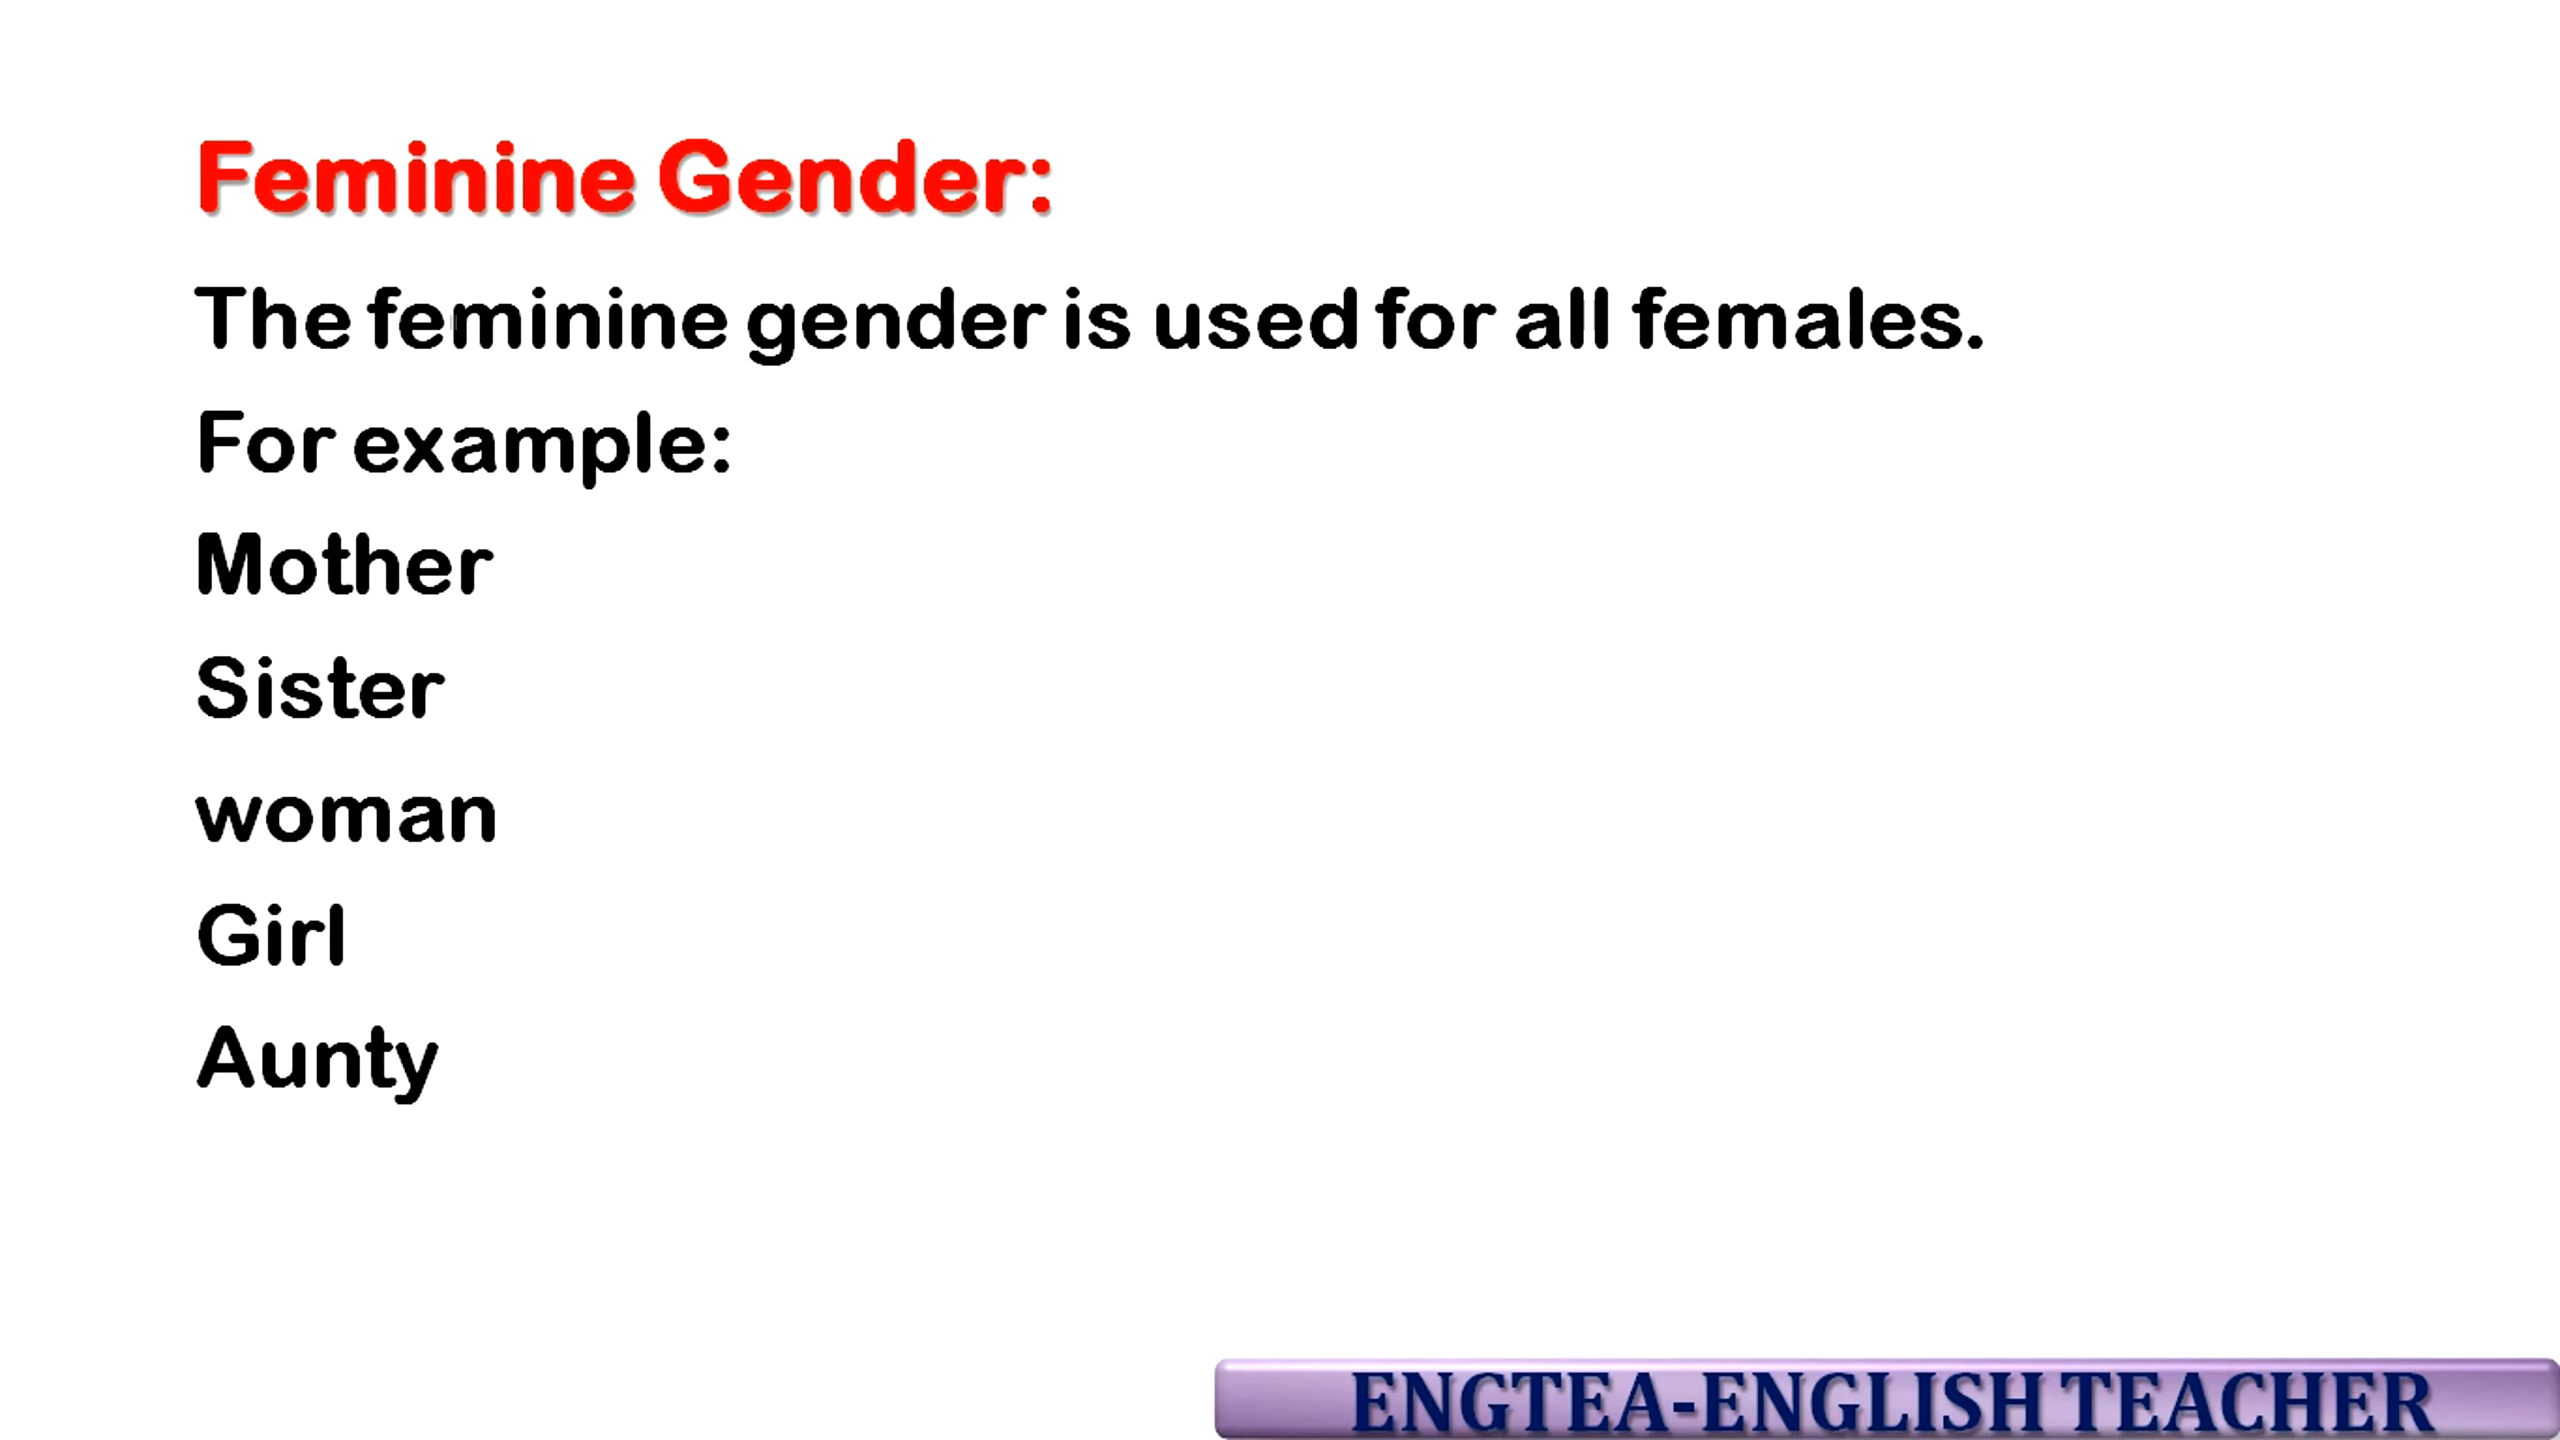 Feminine Gender:
The feminine gender is used for all females.
For example:
Mother
Sister
woman
Girl
Aunty
ENGTEA-ENGLISH TEACHER